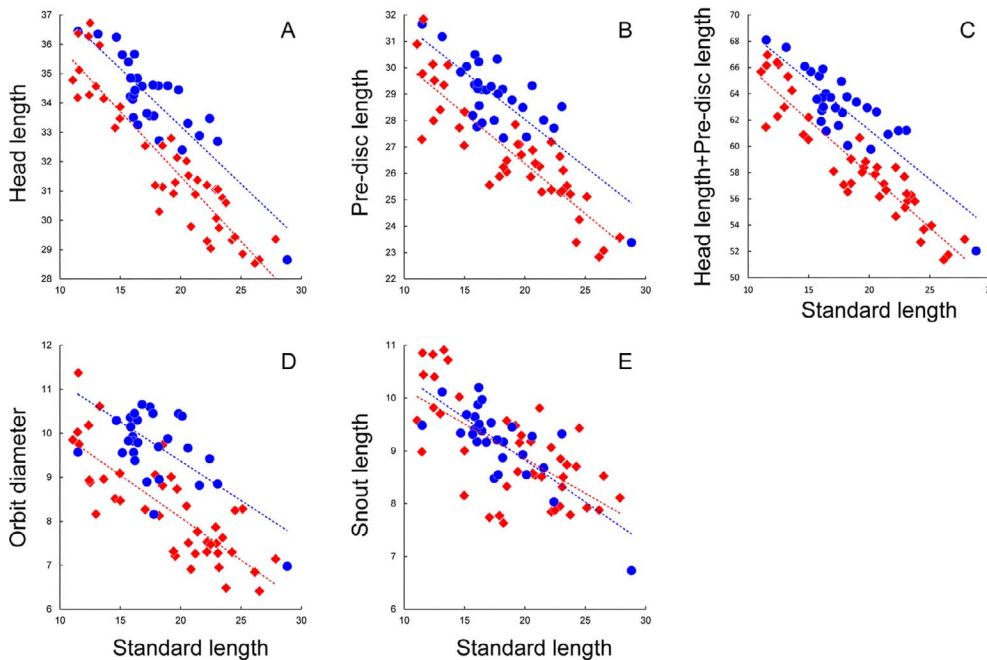 A
Head length
37
36
35
34
33
32
31
30
29
28
10 15 20 25 30
B
Pre-disc length
32
31
30
29
28
27
26
25
24
23
22
10 15 20 25 30
C
Head length+Pre-disc length
70
68
66
64
62
60
58
56
54
52
50
10 15 20 25 30
Standard length
D
Orbit diameter
12
11
10
9
8
7
6
10 15 20 25 30
Standard length
E
Snout length
11
10
9
8
7
6
10 15 20 25 30
Standard length